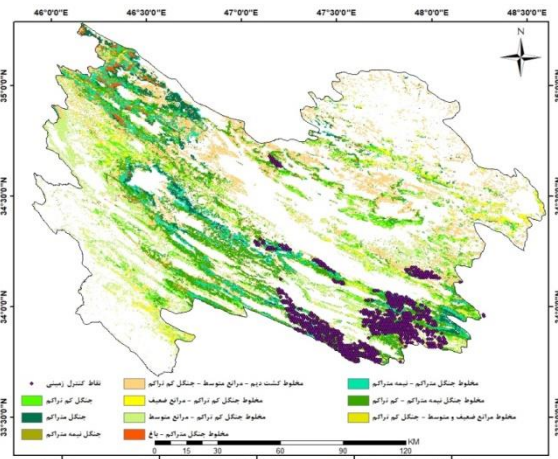 46°0'0"E 46°30'0"E 47°0'0"E 47°30'0"E 48°0'0"E 48°30'0"E
N
35°0'0"N
34°30'0"N
34°0'0"N
33°30'0"N
نقاط کنترل زمینی
جنگل کم تراکم
جنگل متراکم
جنگل نیمه متراکم
مخلوط کشت دیم - مراتع متوسط - جنگل کم تراکم
مخلوط جنگل کم تراکم - مراتع ضعیف
مخلوط جنگل کم تراکم - مراتع متوسط
مخلوط جنگل متراکم - باغ
مخلوط جنگل متراکم - نیمه متراکم
مخلوط جنگل کم تراکم - نیمه متراکم
مخلوط مراتع ضعیف و متوسط - جنگل کم تراکم
KM
0 15 30 60 90 120